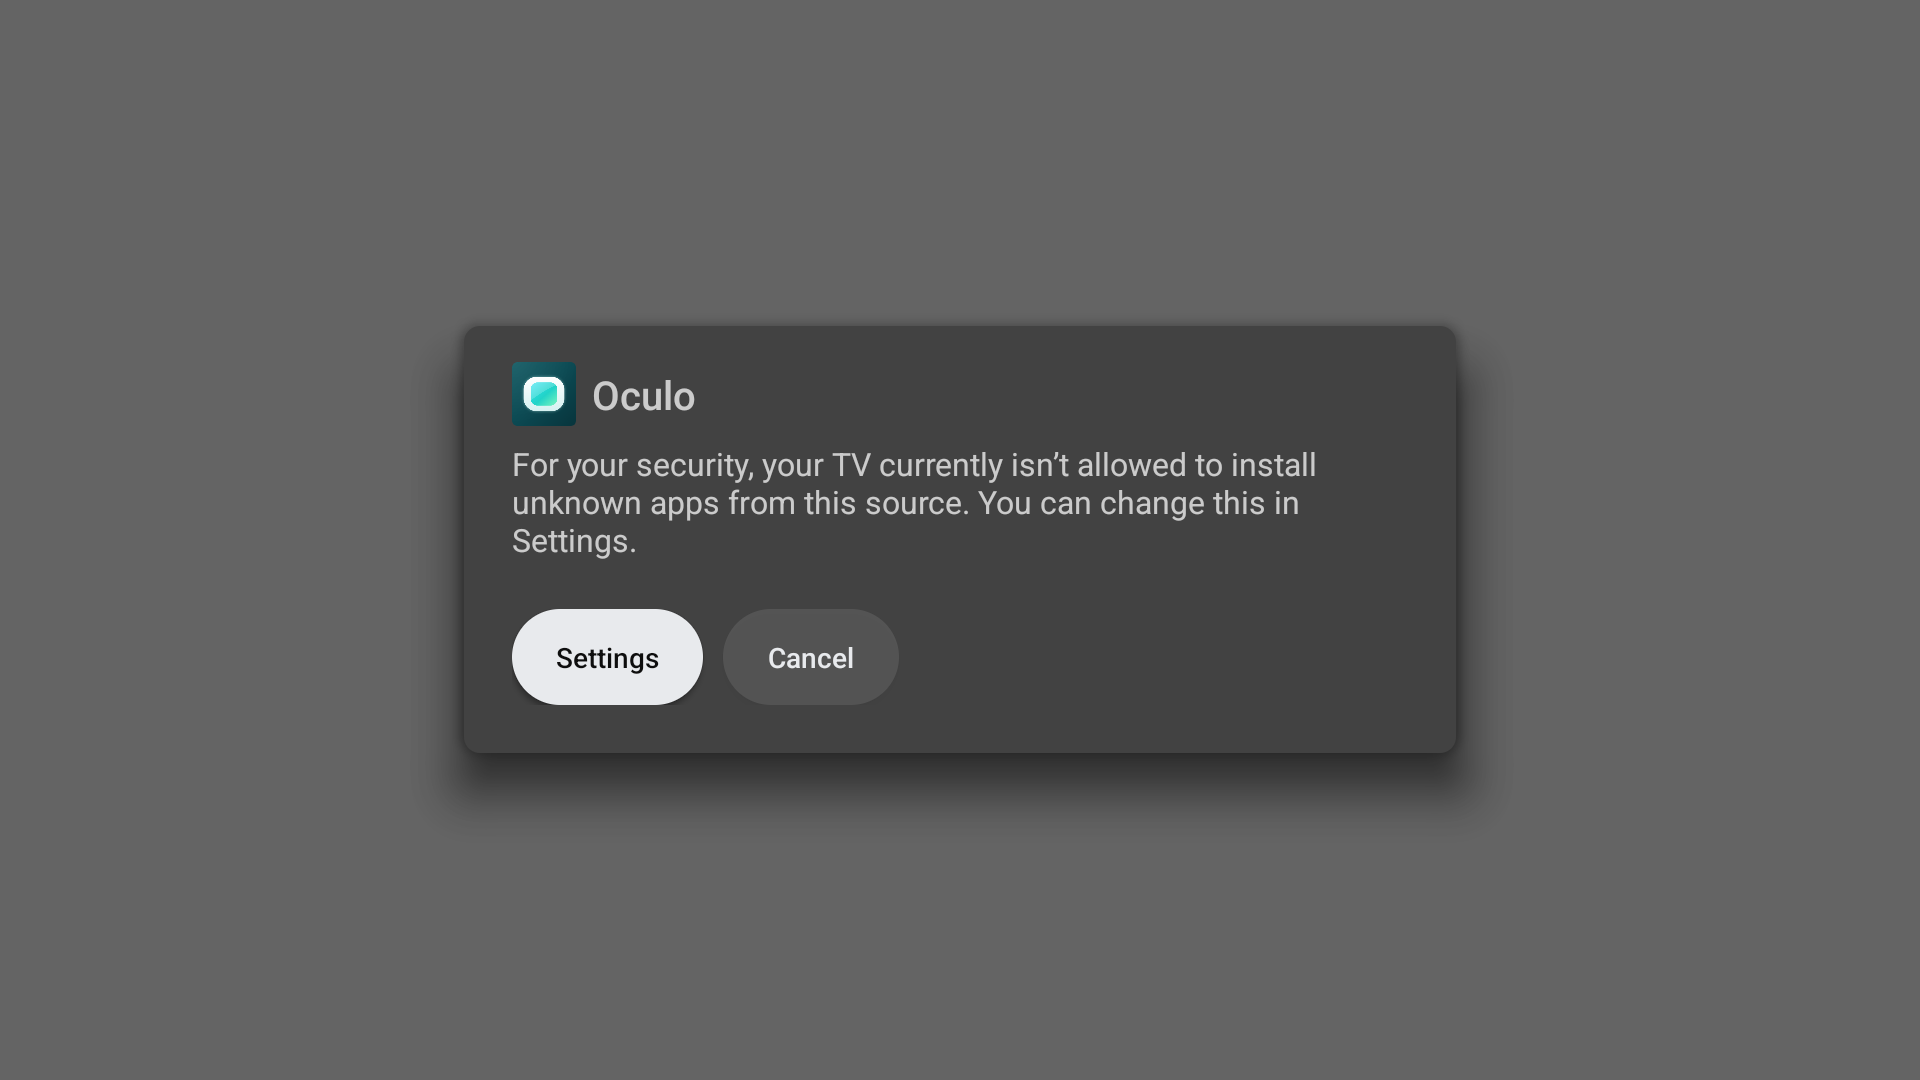 Oculo
For your security, your TV currently isn’t allowed to install
unknown apps from this source. You can change this in
Settings.
Settings
Cancel